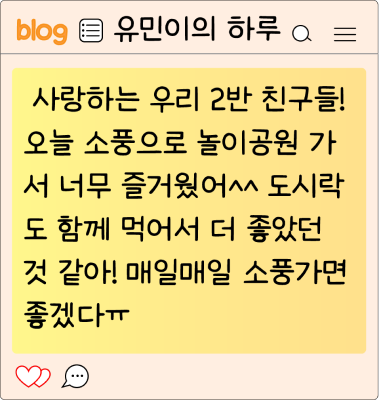 blog 유민이의 하루
사랑하는 우리 2반 친구들!
오늘 소풍으로 놀이공원 가
서 너무 즐거웠어^^ 도시락
도 함께 먹어서 더 좋았던
것 같아! 매일매일 소풍가면
좋겠다ㅠ